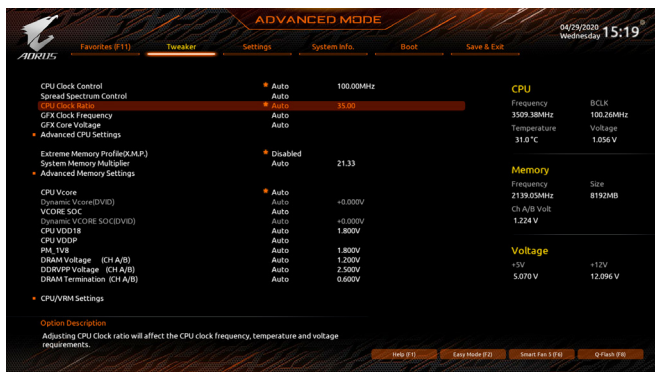 ADVANCED MODE
04/29/2020 15:19
Wednesday
AORUS
Favorites (F11) Tweaker Settings System Info. Boot Save & Exit
CPU Clock Control Auto 100.00MHz
Spread Spectrum Control Auto
CPU Clock Ratio Auto 35.00
GFX Clock Frequency Auto
GFX Core Voltage Auto
Advanced CPU Settings
Extreme Memory Profile(X.M.P.) Disabled
System Memory Multiplier Auto 21.33
Advanced Memory Settings
CPU Vcore Auto
Dynamic Vcore(DVID) Auto +0.000V
VCORE SOC Auto
Dynamic VCORE SOC(DVID) Auto +0.000V
CPU VDD18 Auto 1.800V
CPU VDDP Auto
PM_1V8 Auto 1.800V
DRAM Voltage (CH A/B) Auto 1.200V
DDRVPP Voltage (CH A/B) Auto 2.500V
DRAM Termination (CH A/B) Auto 0.600V
CPU/VRM Settings
CPU
Frequency BCLK
3509.38MHz 100.26MHz
Temperature Voltage
31.0 °C 1.056 V
Memory
Frequency Size
2139.05MHz 8192MB
Ch A/B Volt
1.224 V
Voltage
+5V +12V
5.070 V 12.096 V
Option Description
Adjusting CPU Clock ratio will affect the CPU clock frequency, temperature and voltage
requirements.
Help (F1) Easy Mode (F2) Smart Fan 5 (F6) Q-Flash (F8)